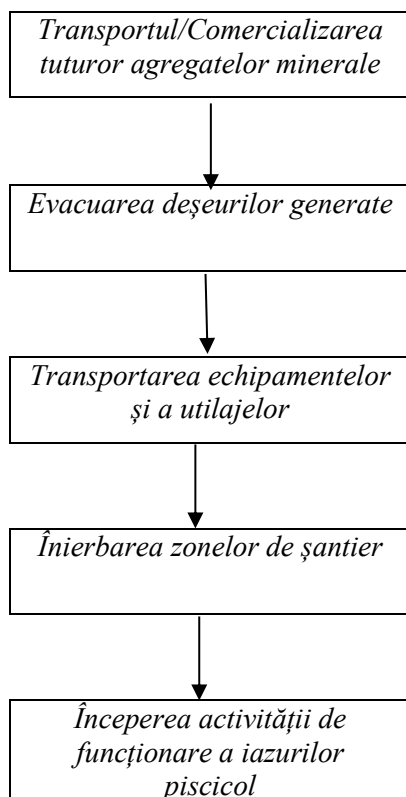 Transportul/Comercializarea
tuturor agregatelor minerale
Evacuarea deșeurilor generate
Transportarea echipamentelor
și a utilajelor
Înierbarea zonelor de șantier
Începerea activității de
funcționare a iazurilor
piscicol